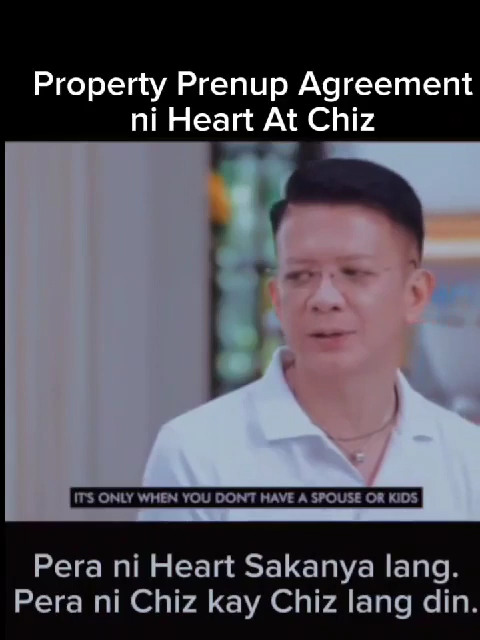 Property Prenup Agreement
ni Heart At Chiz
IT'S ONLY WHEN YOU DON'T HAVE A SPOUSE OR KIDS
Pera ni Heart Sakanya lang.
Pera ni Chiz kay Chiz lang din.